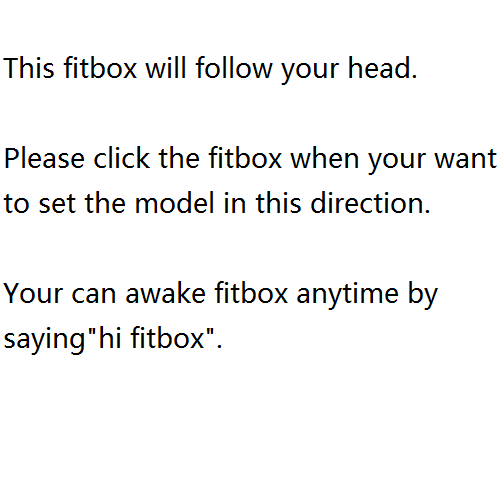 This fitbox will follow your head.
Please click the fitbox when your want
to set the model in this direction.
Your can awake fitbox anytime by
saying"hi fitbox".